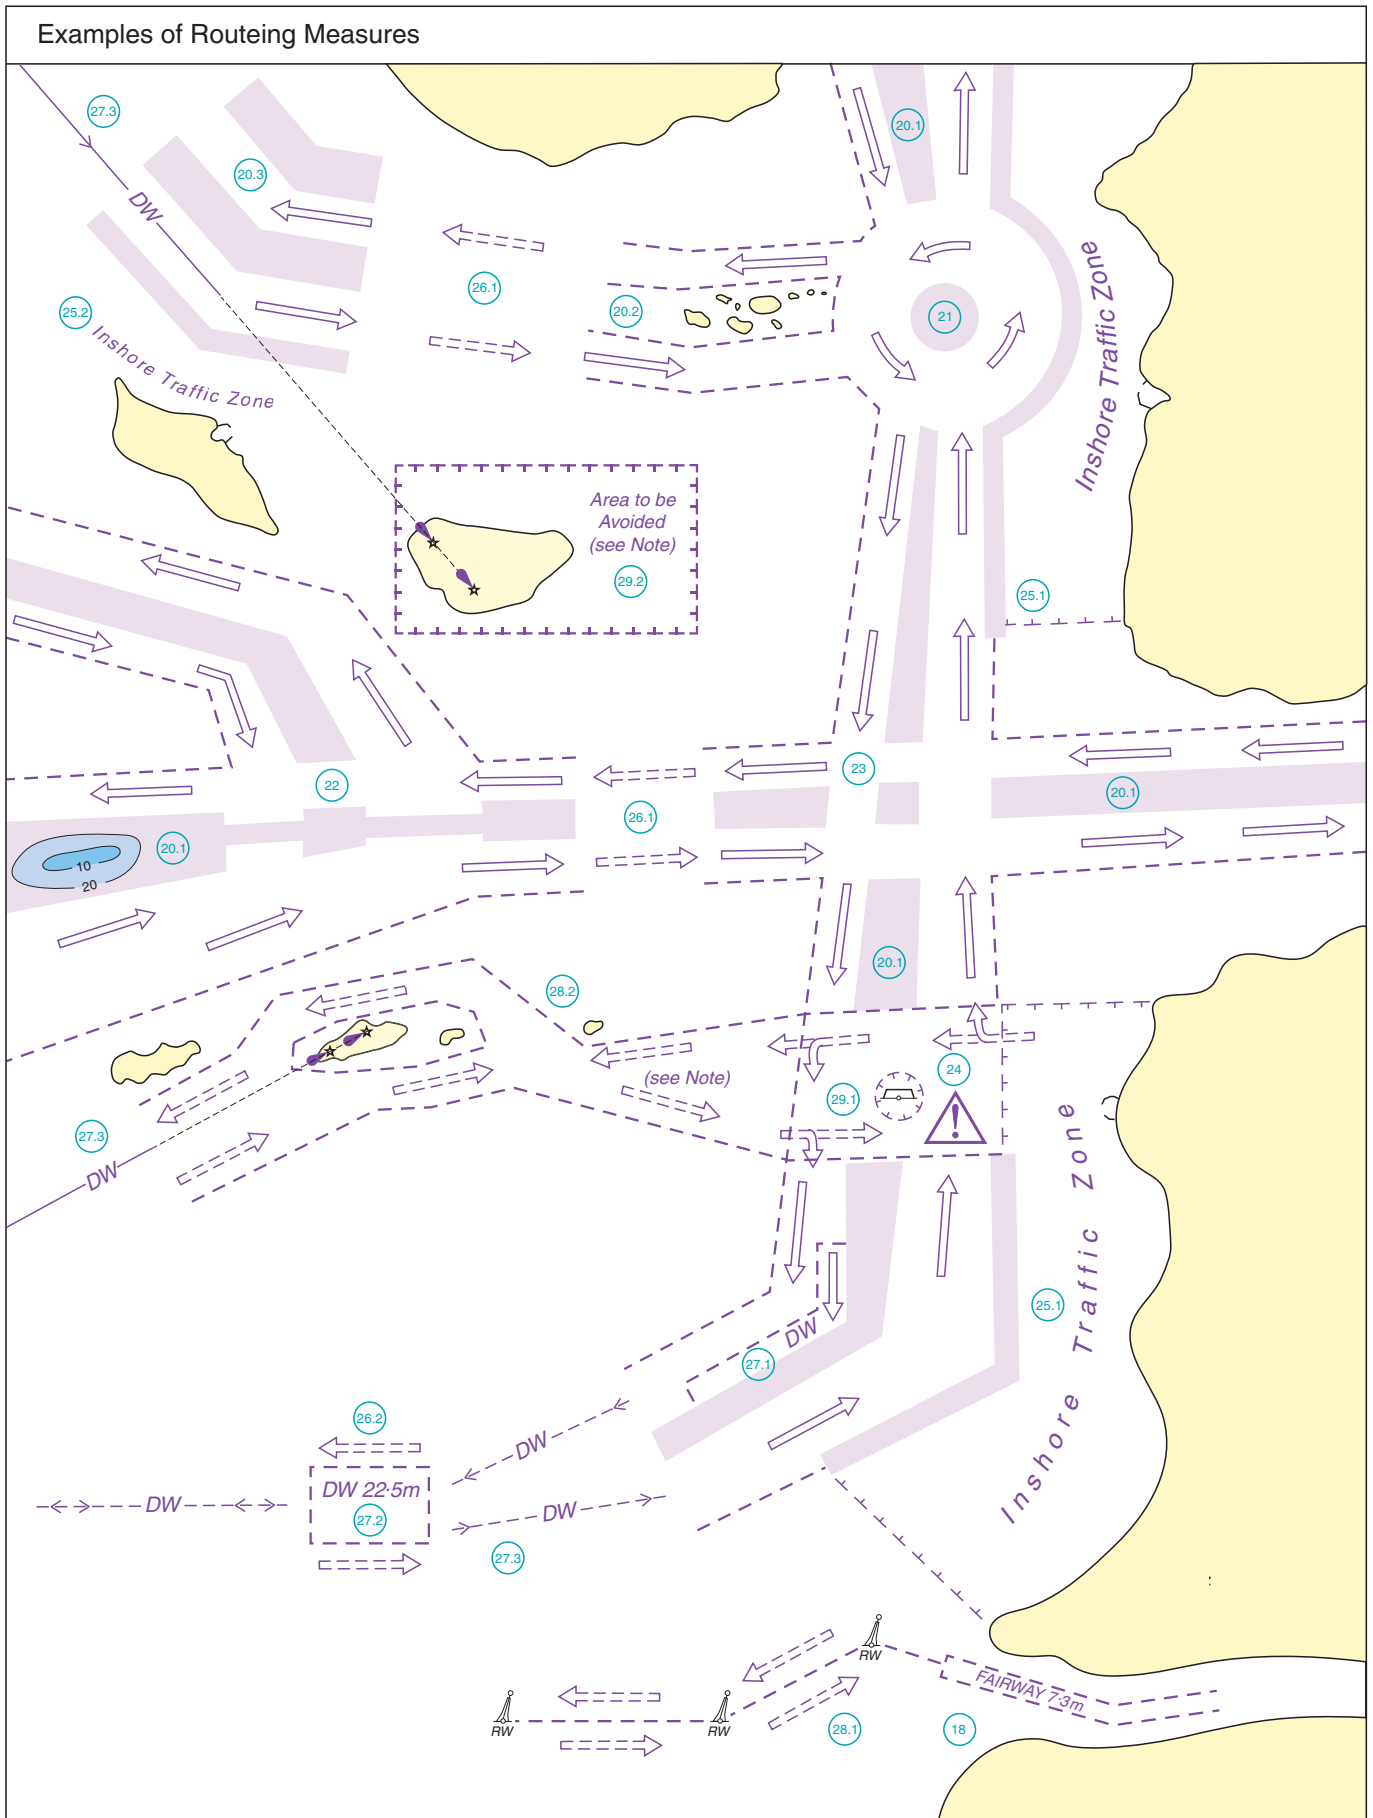 Examples of Routeing Measures
27.3
20.1
20.3
DW
Inshore Traffic Zone
26.1
25.2
20.2
21
Inshore Traffic Zone
Area to be
Avoided
(see Note)
29.2
25.1
23
22
20.1
26.1
20.1
10
20
20.1
28.2
(see Note)
24
29.1
27.3
DW
Inshore Traffic Zone
25.1
DW
27.1
26.2
DW
DW 22·5m
DW
27.2
DW
27.3
RW
FAIRWAY 7·3m
RW
RW
28.1
18